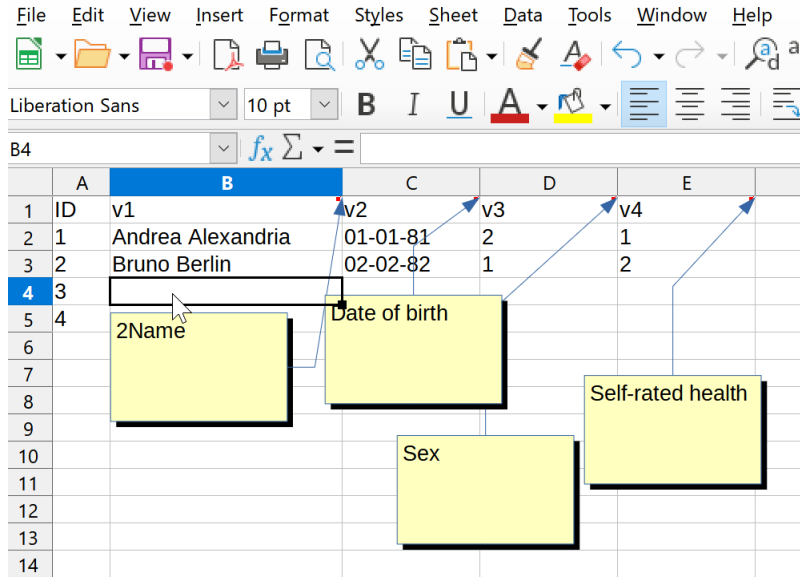 File Edit View Insert Format Styles Sheet Data Tools Window Help
Liberation Sans 10 pt B I U A
B4 fx Σ =
A B C D E
1 ID v1 v2 v3 v4
2 1 Andrea Alexandria 01-01-81 2 1
3 2 Bruno Berlin 02-02-82 1 2
4 3
5 4
6
7
8
9
10
11
12
13
14
2Name
Date of birth
Self-rated health
Sex